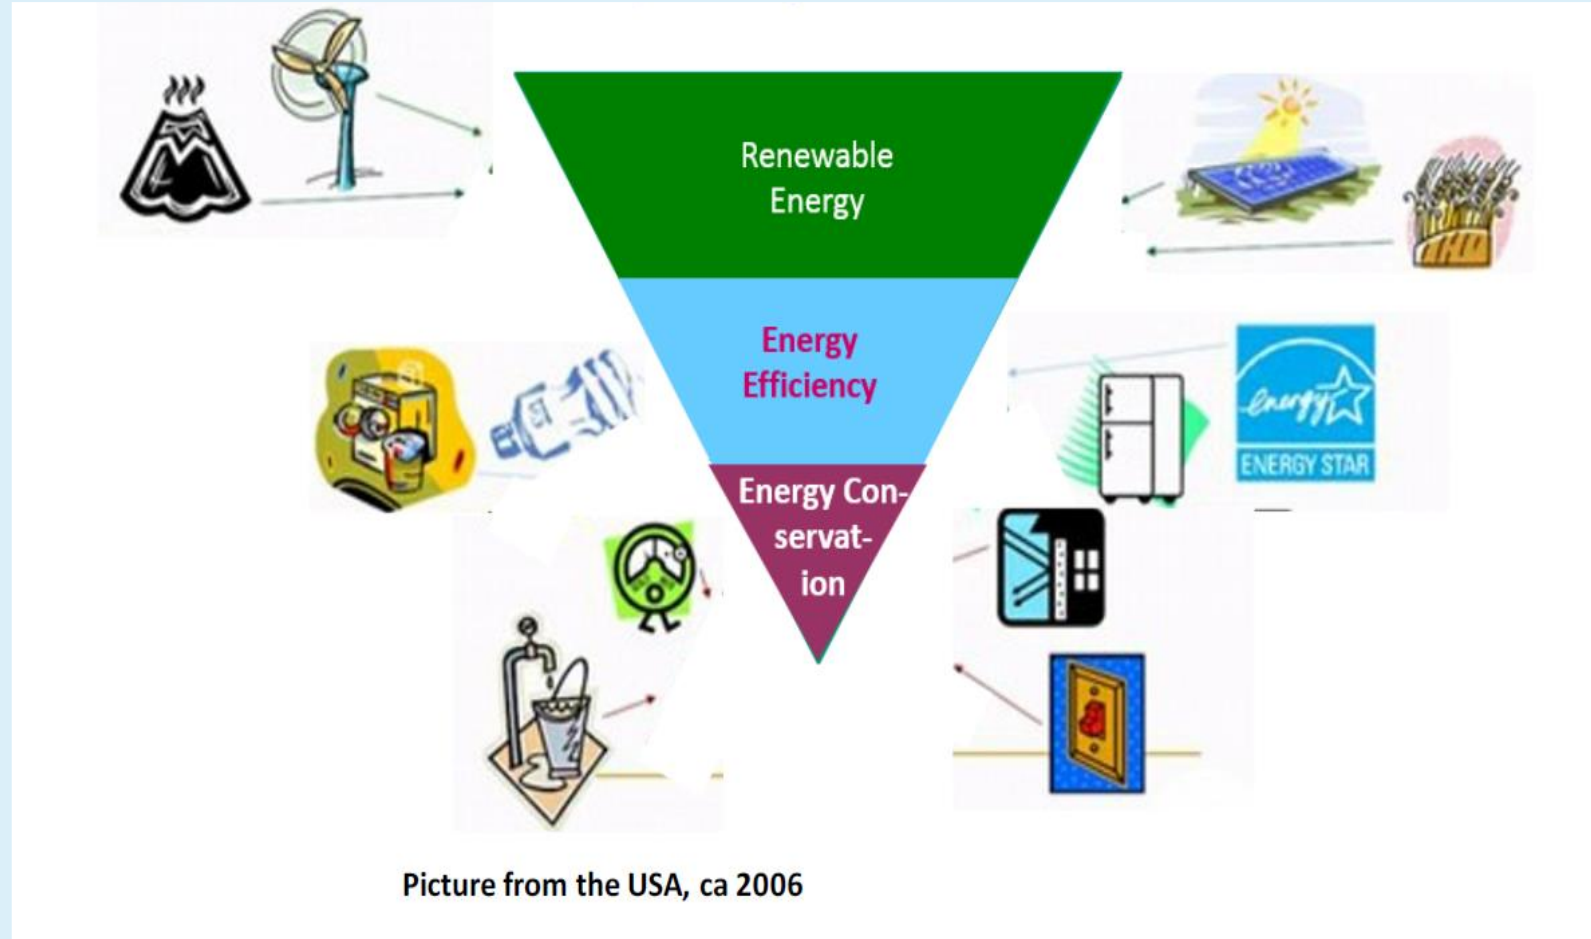 Renewable
Energy
Energy
Efficiency
energy
ENERGY STAR
Energy Con-
servat-
ion
Picture from the USA, ca 2006